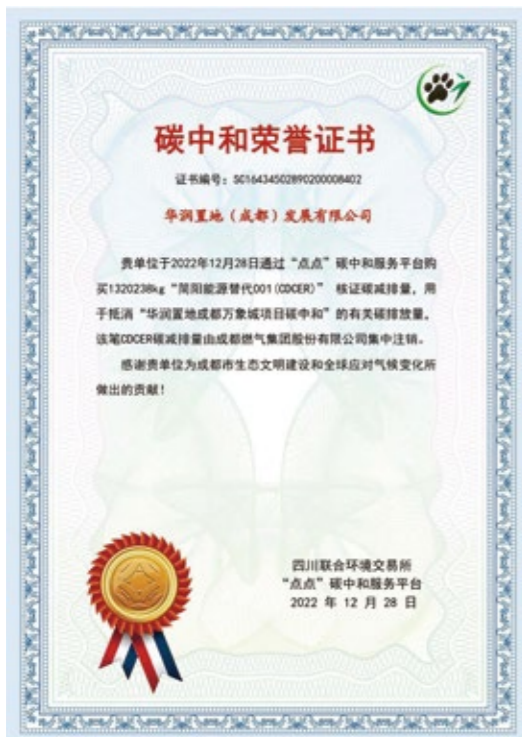 碳中和荣誉证书
证书编号：SC16434502890200008402
华润置地（成都）发展有限公司
贵单位于2022年12月28日通过“点点”碳中和服务平台购
买1320238kg“简阳能源替代001(CDCER)” 核证碳减排量，用
于抵消“华润置地成都万象城项目碳中和”的有关碳排放量。
该笔CDCER碳减排量由成都燃气集团股份有限公司集中注销。
感谢贵单位为成都市生态文明建设和全球应对气候变化所
做出的贡献！
四川联合环境交易所
“点点”碳中和服务平台
2022 年 12 月 28 日